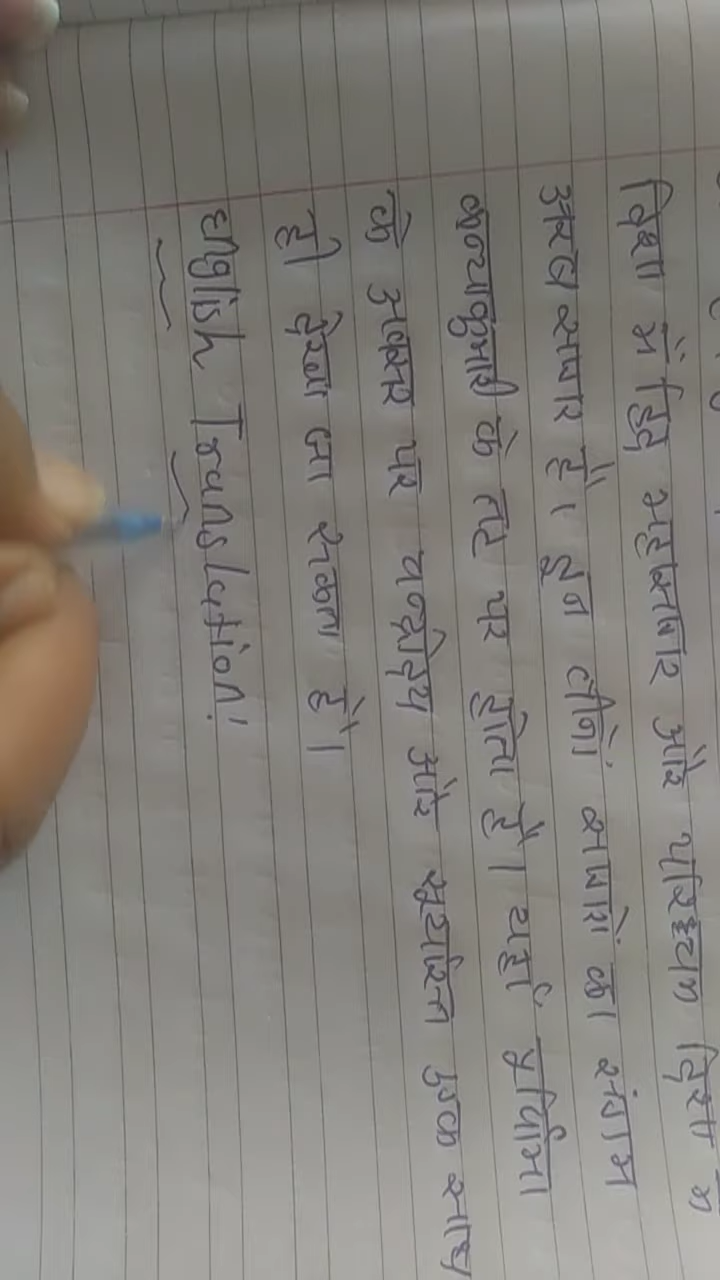 दिशा में हिंद महासागर और पश्चिम दिशा में
अरब सागर है। इन तीनों सागरों का संगम
कन्याकुमारी के तट पर होता है। यहाँ पूर्णिमा
के अवसर पर चन्द्रोदय और सूर्यास्त एक साथ
ही देखा जा सकता है।
English Translation: